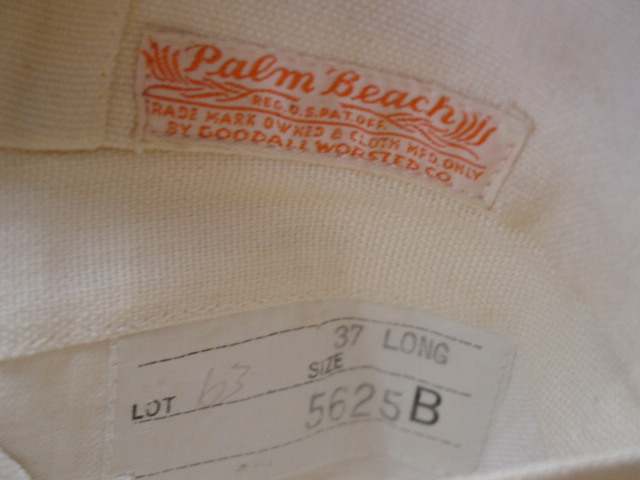 Palm Beach
REG. U.S. PAT. OFF.
TRADE MARK OWNED & CLOTH MFD. ONLY
BY GOODALL WORSTED CO.
37 LONG
SIZE
LOT 63
5625B